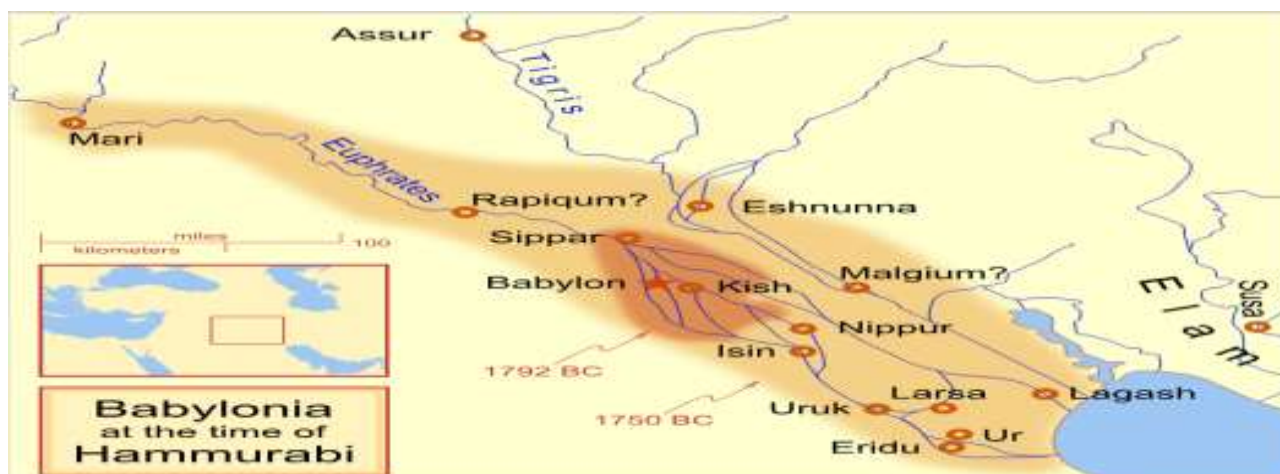 Assur
Tigris
Mari
Euphrates
Rapiqum?
Eshnunna
Sippar
miles
kilometers
100
Babylon
Kish
Malgium?
Elam
Susa
Nippur
Isin
1792 BC
Larsa
Lagash
1750 BC
Uruk
Ur
Eridu
Babylonia
at the time of
Hammurabi